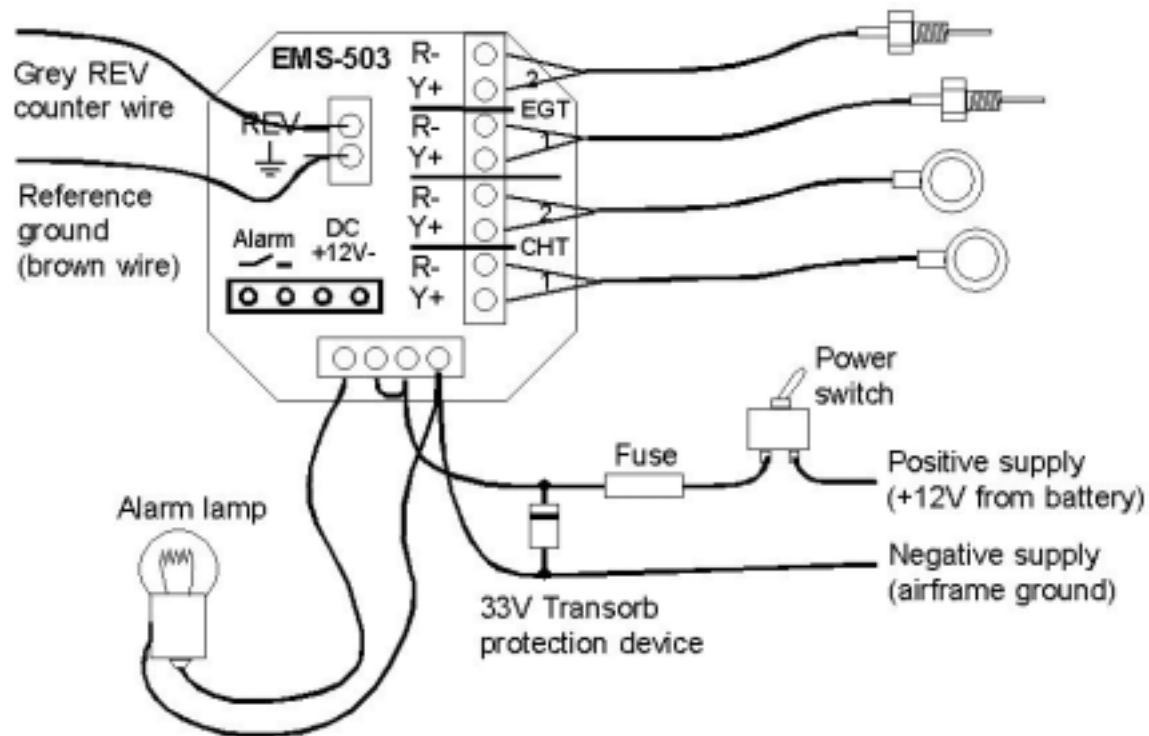 EMS-503
R-
Y+
2
EGT
R-
Y+
1
R-
Y+
2
CHT
R-
Y+
1
Grey REV
counter wire
REV
Reference
ground
(brown wire)
Alarm
DC
+12V-
Power
switch
Fuse
Positive supply
(+12V from battery)
Negative supply
(airframe ground)
Alarm lamp
33V Transorb
protection device